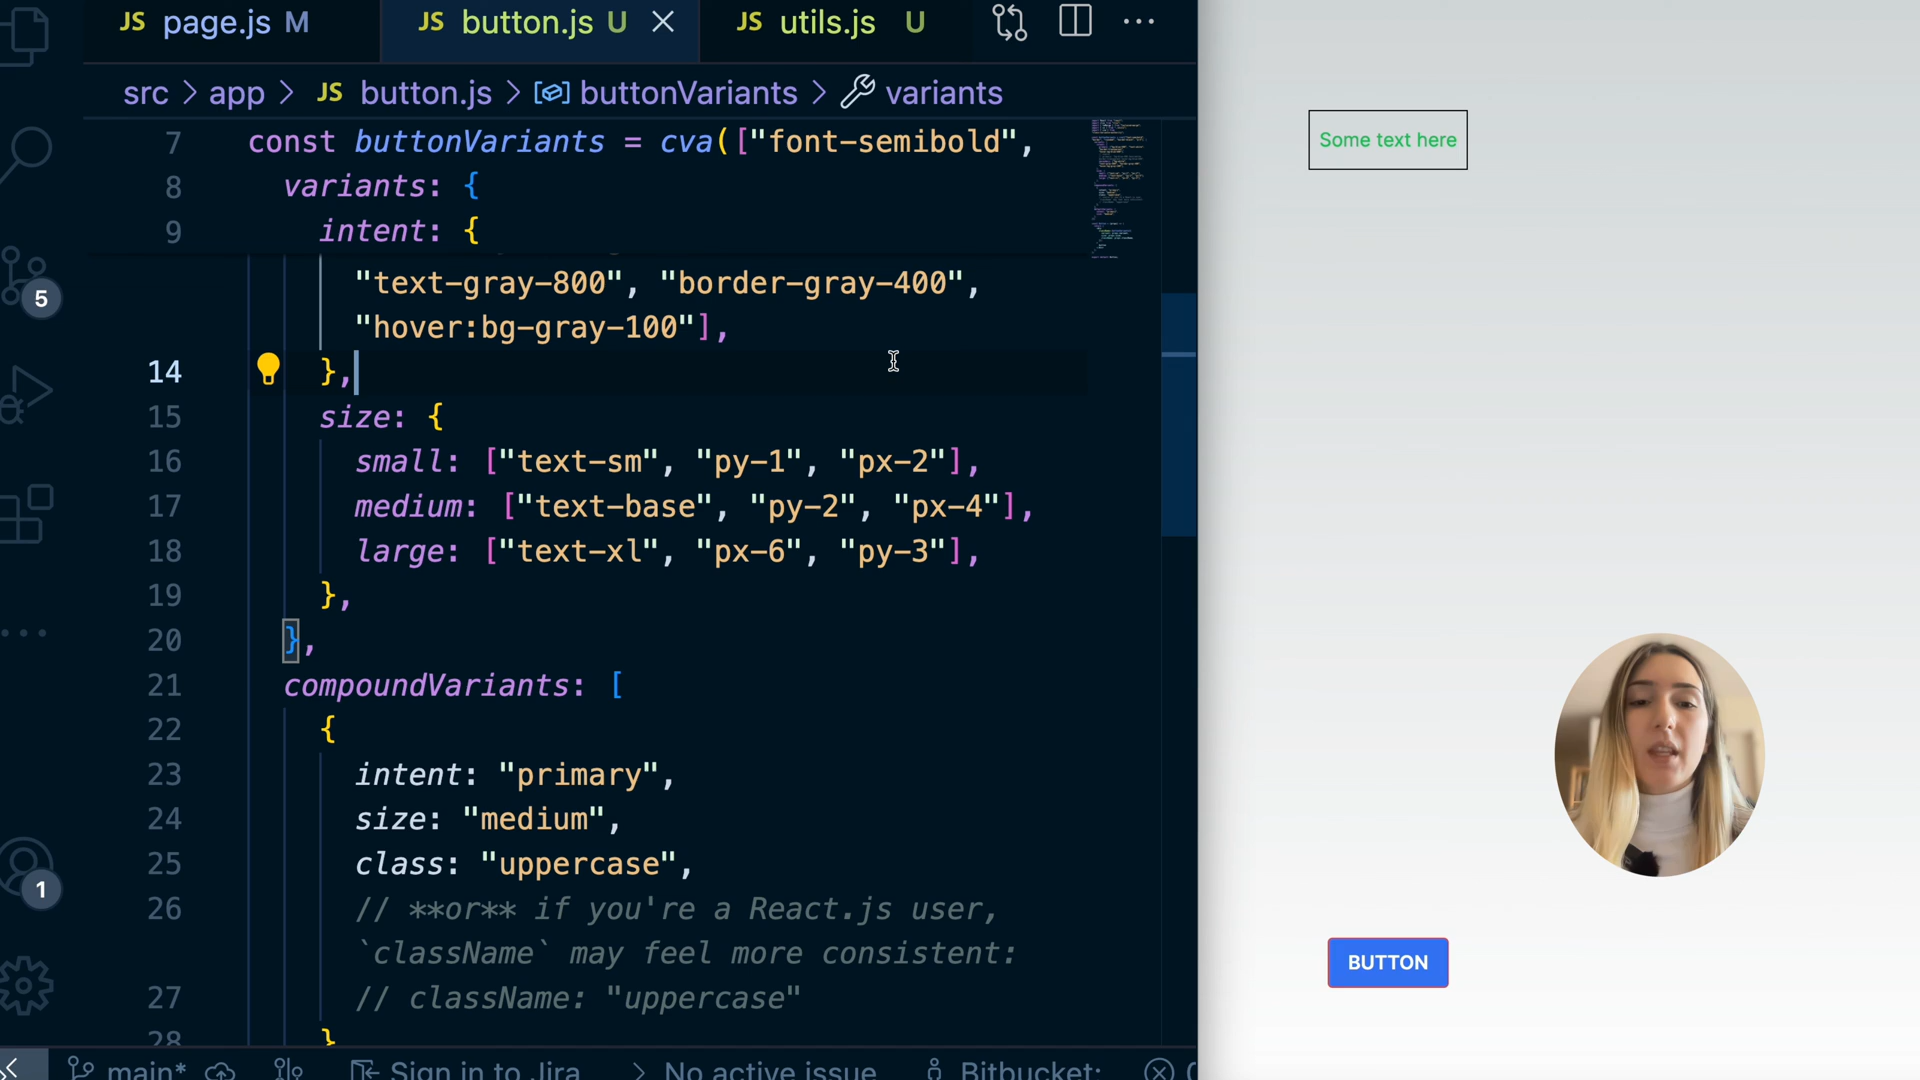 JS page.js M JS button.js U JS utils.js U
src > app > JS button.js > buttonVariants > variants
7 const buttonVariants = cva(["font-semibold",
8 variants: {
9 intent: {
"text-gray-800", "border-gray-400",
"hover:bg-gray-100"],
14 },
15 size: {
16 small: ["text-sm", "py-1", "px-2"],
17 medium: ["text-base", "py-2", "px-4"],
18 large: ["text-xl", "px-6", "py-3"],
19 },
20 },
21 compoundVariants: [
22 {
23 intent: "primary",
24 size: "medium",
25 class: "uppercase",
26 // **or** if you're a React.js user,
`className` may feel more consistent:
27 // className: "uppercase"
28 }
main* Sign in to Jira > No active issue Bitbucket:
5
1
Some text here
BUTTON